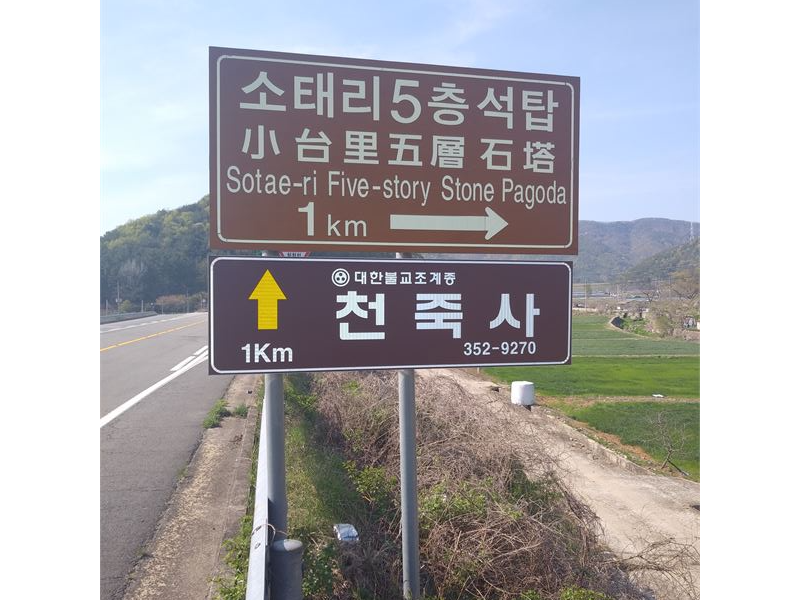 소태리5층석탑
小台里五層石塔
Sotae-ri Five-story Stone Pagoda
1km
대한불교조계종
천죽사
1Km
352-9270